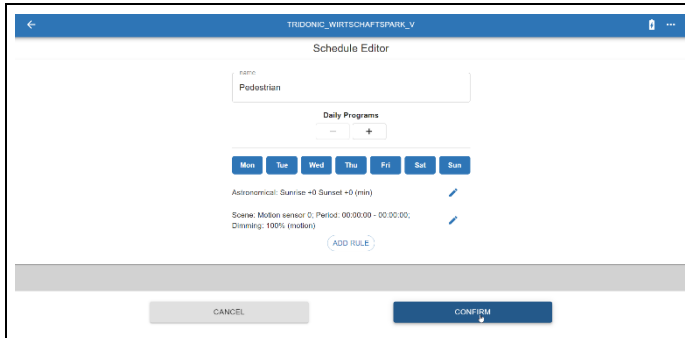 TRIDONIC_WIRTSCHAFTSPARK_V
Schedule Editor
name
Pedestrian
Daily Programs
Mon Tue Wed Thu Fri Sat Sun
Astronomical: Sunrise +0 Sunset +0 (min)
Scene: Motion sensor 0; Period: 00:00:00 - 00:00:00;
Dimming: 100% (motion)
ADD RULE
CANCEL CONFIRM